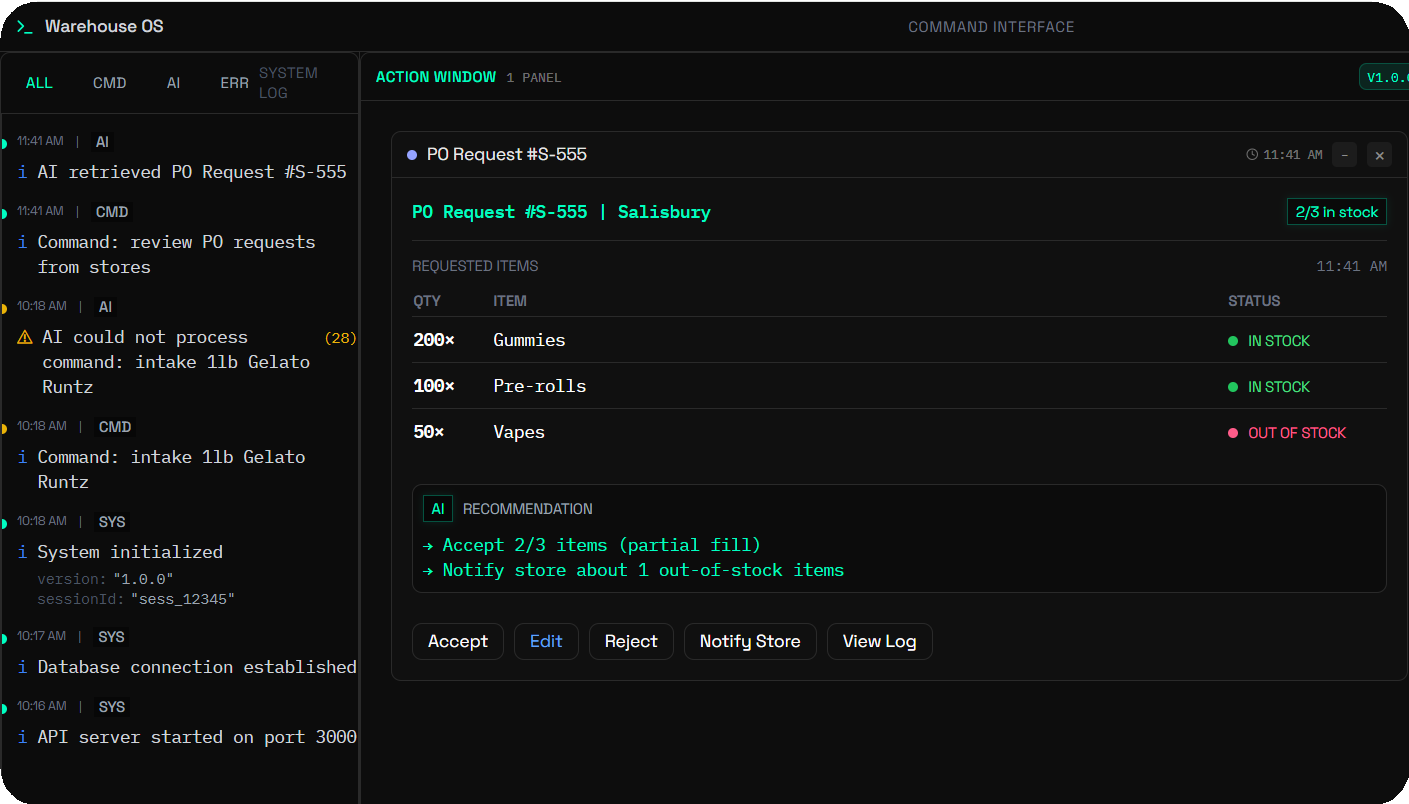 Warehouse OS
COMMAND INTERFACE
ALL CMD AI ERR SYSTEM LOG
11:41 AM | AI
i AI retrieved PO Request #S-555
11:41 AM | CMD
i Command: review PO requests
from stores
10:18 AM | AI
AI could not process (28)
command: intake 1lb Gelato
Runtz
10:18 AM | CMD
i Command: intake 1lb Gelato
Runtz
10:18 AM | SYS
i System initialized
version: "1.0.0"
sessionId: "sess_12345"
10:17 AM | SYS
i Database connection established
10:16 AM | SYS
i API server started on port 3000
ACTION WINDOW 1 PANEL
V1.0.
PO Request #S-555
11:41 AM
PO Request #S-555 | Salisbury
2/3 in stock
REQUESTED ITEMS 11:41 AM
QTY ITEM STATUS
200× Gummies IN STOCK
100× Pre-rolls IN STOCK
50× Vapes OUT OF STOCK
AI RECOMMENDATION
→ Accept 2/3 items (partial fill)
→ Notify store about 1 out-of-stock items
Accept Edit Reject Notify Store View Log